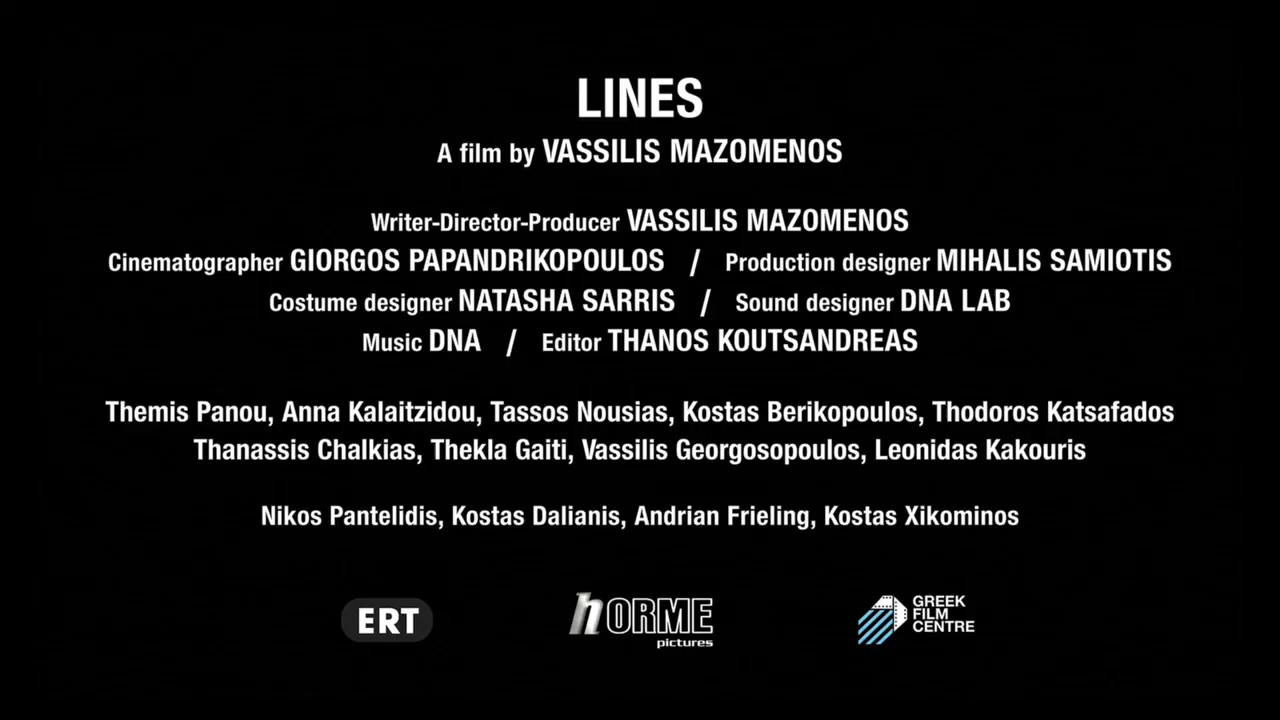 LINES
A film by VASSILIS MAZOMENOS
Writer-Director-Producer VASSILIS MAZOMENOS
Cinematographer GIORGOS PAPANDRIKOPOULOS / Production designer MIHALIS SAMIOTIS
Costume designer NATASHA SARRIS / Sound designer DNA LAB
Music DNA / Editor THANOS KOUTSANDREAS
Themis Panou, Anna Kalaitzidou, Tassos Nousias, Kostas Berikopoulos, Thodoros Katsafados
Thanassis Chalkias, Thekla Gaiti, Vassilis Georgosopoulos, Leonidas Kakouris
Nikos Pantelidis, Kostas Dalianis, Andrian Frieling, Kostas Xikominos
ERT
hORME
pictures
GREEK
FILM
CENTRE